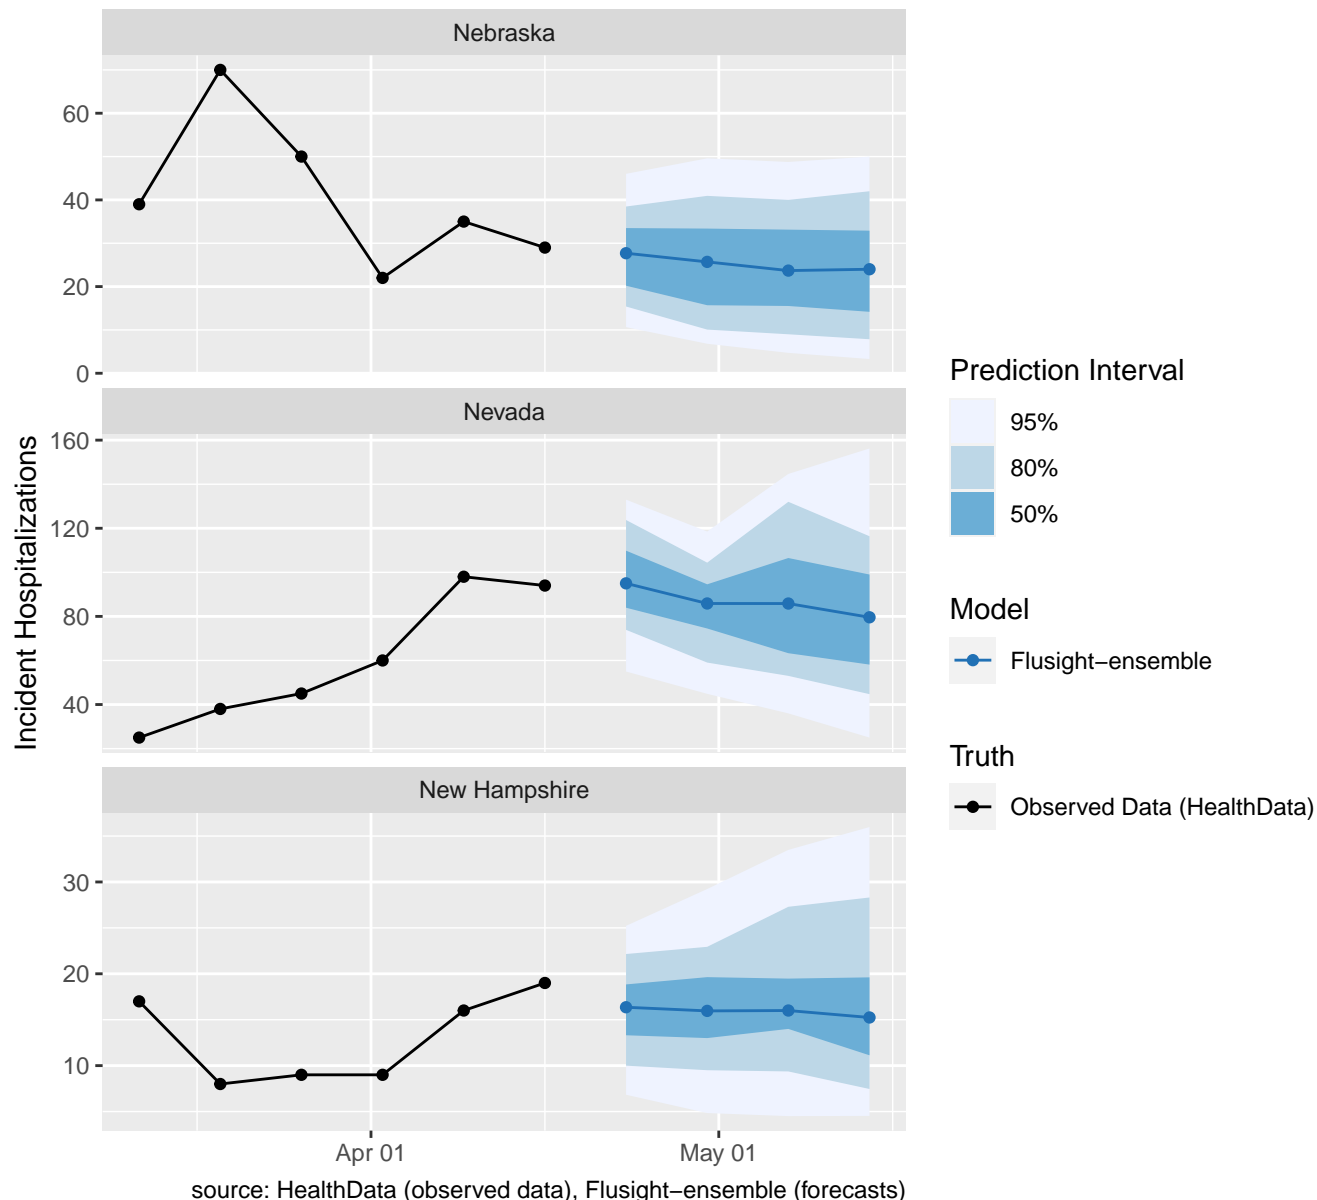 Nebraska
60
40
20
0
Nevada
160
120
80
40
New Hampshire
30
20
10
Apr 01
May 01
Incident Hospitalizations
source: HealthData (observed data), Flusight−ensemble (forecasts)
Prediction Interval
95%
80%
50%
Model
Flusight−ensemble
Truth
Observed Data (HealthData)